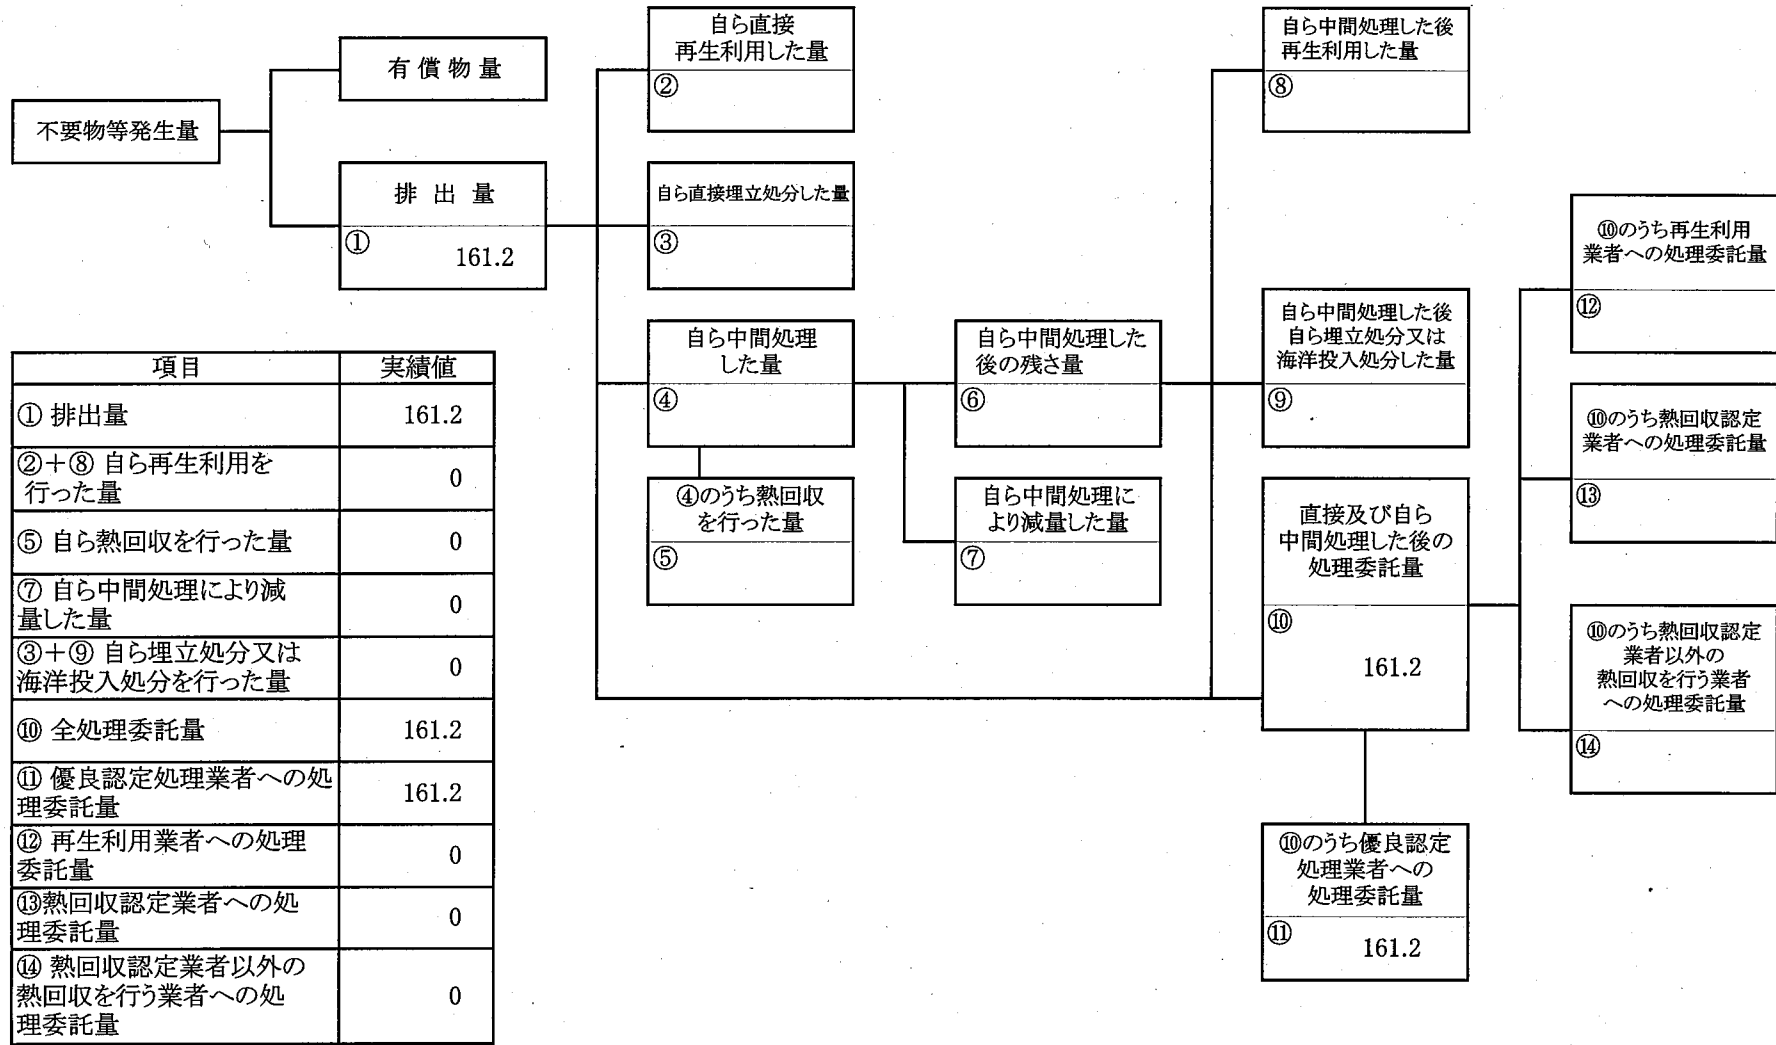 不要物等発生量
有 償 物 量
排 出 量
①
161.2
自ら直接
再生利用した量
②
自ら直接埋立処分した量
③
自ら中間処理
した量
④
④のうち熱回収
を行った量
⑤
自ら中間処理した
後の残さ量
⑥
自ら中間処理に
より減量した量
⑦
自ら中間処理した後
再生利用した量
⑧
自ら中間処理した後
自ら埋立処分又は
海洋投入処分した量
⑨
直接及び自ら
中間処理した後の
処理委託量
⑩
161.2
⑩のうち優良認定
処理業者への
処理委託量
⑪
161.2
⑩のうち再生利用
業者への処理委託量
⑫
⑩のうち熱回収認定
業者への処理委託量
⑬
⑩のうち熱回収認定
業者以外の
熱回収を行う業者
への処理委託量
⑭
項目 実績値
① 排出量 161.2
②+⑧ 自ら再生利用を
行った量 0
⑤ 自ら熱回収を行った量 0
⑦ 自ら中間処理により減
量した量 0
③+⑨ 自ら埋立処分又は
海洋投入処分を行った量 0
⑩ 全処理委託量 161.2
⑪ 優良認定処理業者への処
理委託量 161.2
⑫ 再生利用業者への処理
委託量 0
⑬熱回収認定業者への処
理委託量 0
⑭ 熱回収認定業者以外の
熱回収を行う業者への処
理委託量 0